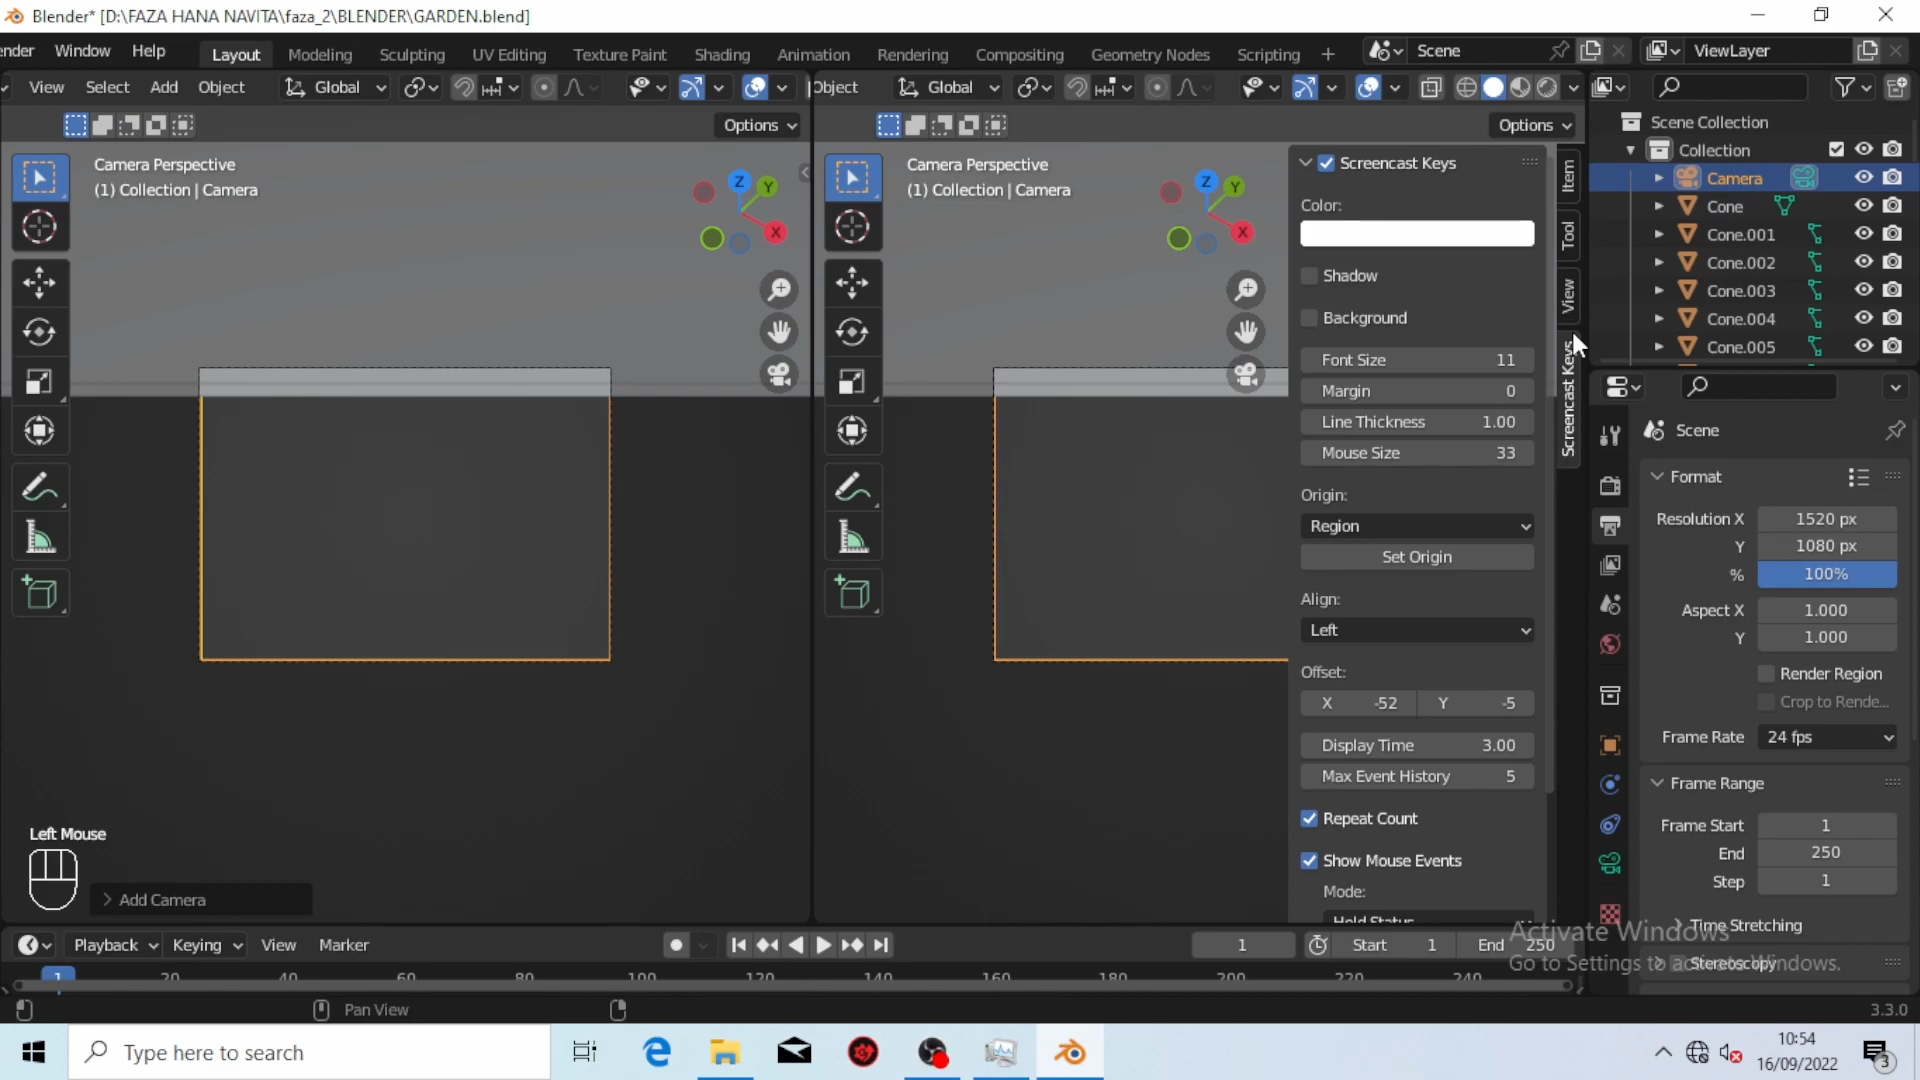 Blender* [D:\FAZA HANA NAVITA\faza_2\BLENDER\GARDEN.blend]
ender Window Help Layout Modeling Sculpting UV Editing Texture Paint Shading Animation Rendering Compositing Geometry Nodes Scripting + Scene ViewLayer
View Select Add Object Global Object Global
Options Options
Scene Collection
Collection
Camera
Cone
Cone.001
Cone.002
Cone.003
Cone.004
Cone.005
Camera Perspective
(1) Collection | Camera
Z
Y
X
Camera Perspective
(1) Collection | Camera
Z
Y
X
Screencast Keys
Color:
Shadow
Background
Font Size 11
Margin 0
Line Thickness 1.00
Mouse Size 33
Origin:
Region
Set Origin
Align:
Left
Offset:
X -52 Y -5
Display Time 3.00
Max Event History 5
Repeat Count
Show Mouse Events
Mode:
Hold Status
Item
Tool
View
Screencast Keys
Scene
Format
Resolution X 1520 px
Y 1080 px
% 100%
Aspect X 1.000
Y 1.000
Render Region
Crop to Rende...
Frame Rate 24 fps
Frame Range
Frame Start 1
End 250
Step 1
Time Stretching
Stereoscopy
Activate Windows
Go to Settings to activate Windows.
Left Mouse
Add Camera
Playback Keying View Marker 1 Start 1 End 250
1 20 40 60 80 100 120 140 160 180 200 220 240
Pan View 3.3.0
Type here to search
10:54
16/09/2022
3